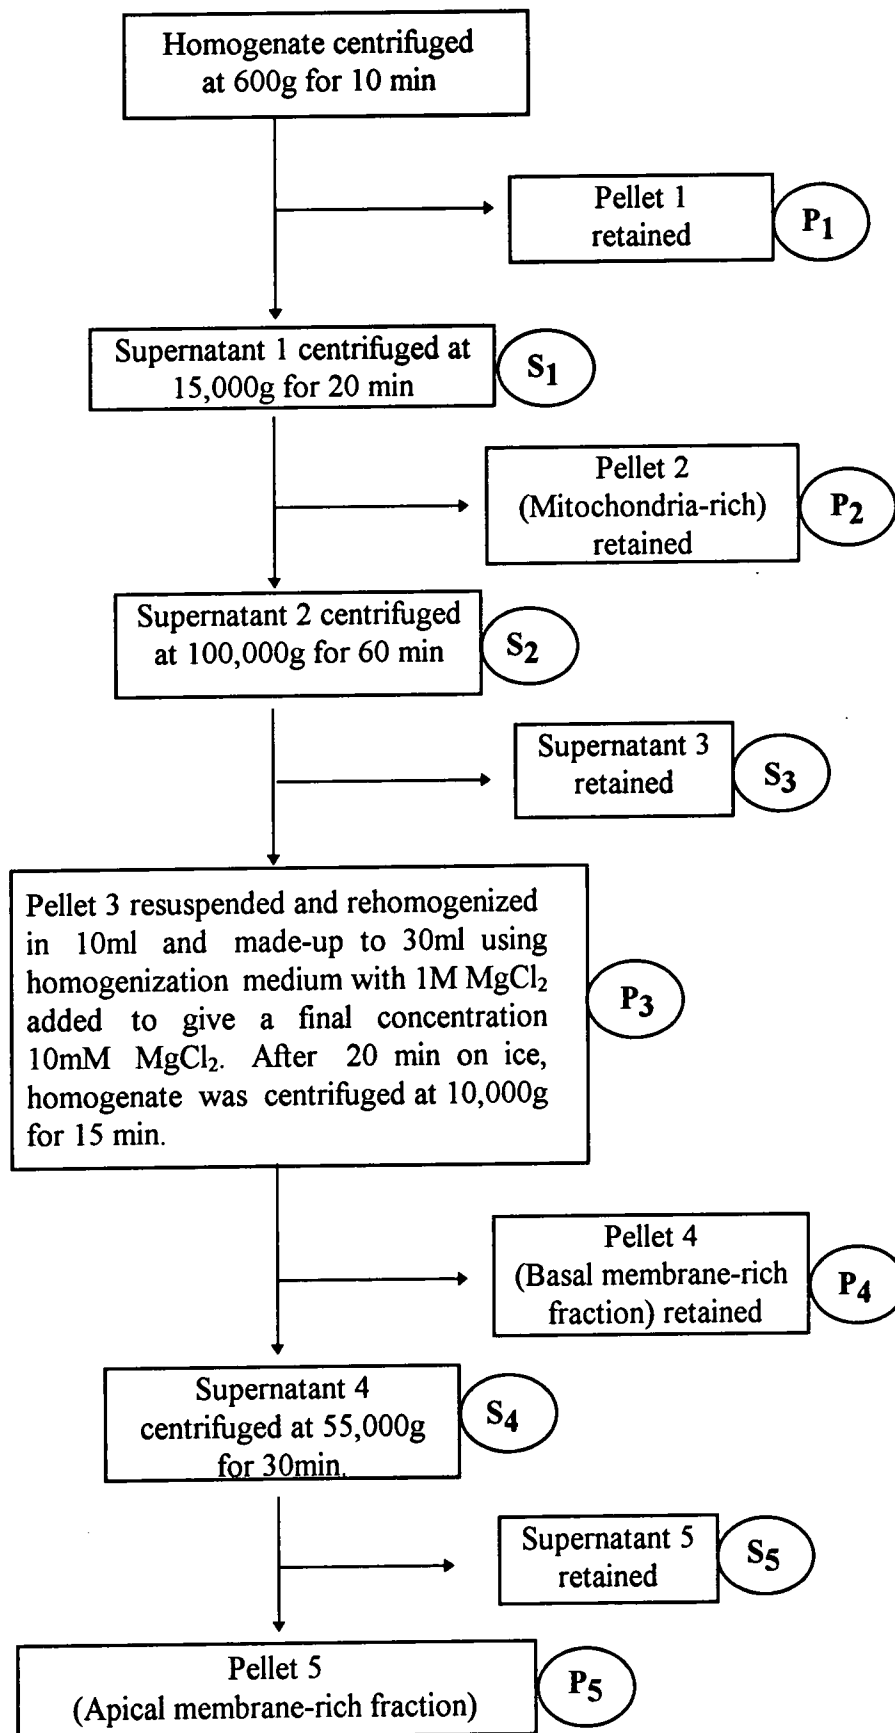 Homogenate centrifuged
at 600g for 10 min
Pellet 1
retained
P1
Supernatant 1 centrifuged at
15,000g for 20 min
S1
Pellet 2
(Mitochondria-rich)
retained
P2
Supernatant 2 centrifuged
at 100,000g for 60 min
S2
Supernatant 3
retained
S3
Pellet 3 resuspended and rehomogenized
in 10ml and made-up to 30ml using
homogenization medium with 1M MgCl₂
added to give a final concentration
10mM MgCl₂. After 20 min on ice,
homogenate was centrifuged at 10,000g
for 15 min.
P3
Pellet 4
(Basal membrane-rich
fraction) retained
P4
Supernatant 4
centrifuged at 55,000g
for 30min.
S4
Supernatant 5
retained
S5
Pellet 5
(Apical membrane-rich fraction)
P5